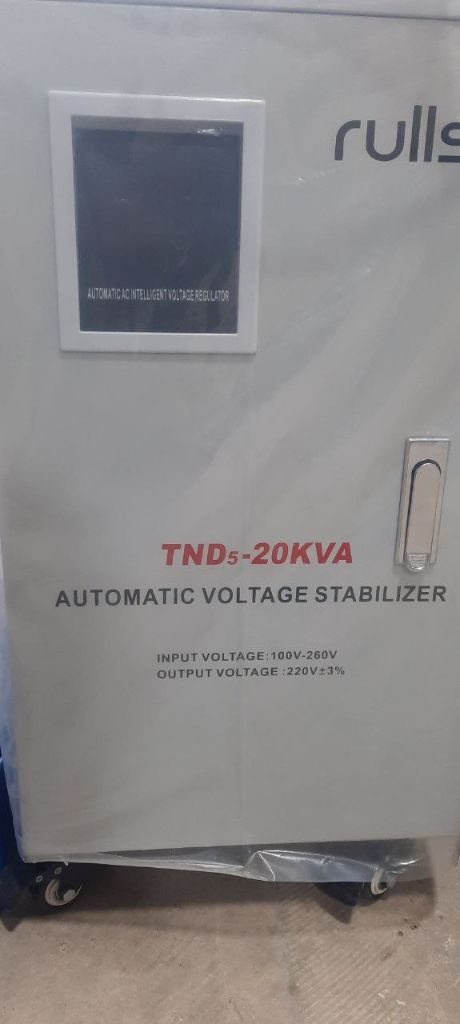 rulls
AUTOMATIC AC INTELLIGENT VOLTAGE REGULATOR
TND5-20KVA
AUTOMATIC VOLTAGE STABILIZER
INPUT VOLTAGE:100V-260V
OUTPUT VOLTAGE :220V±3%